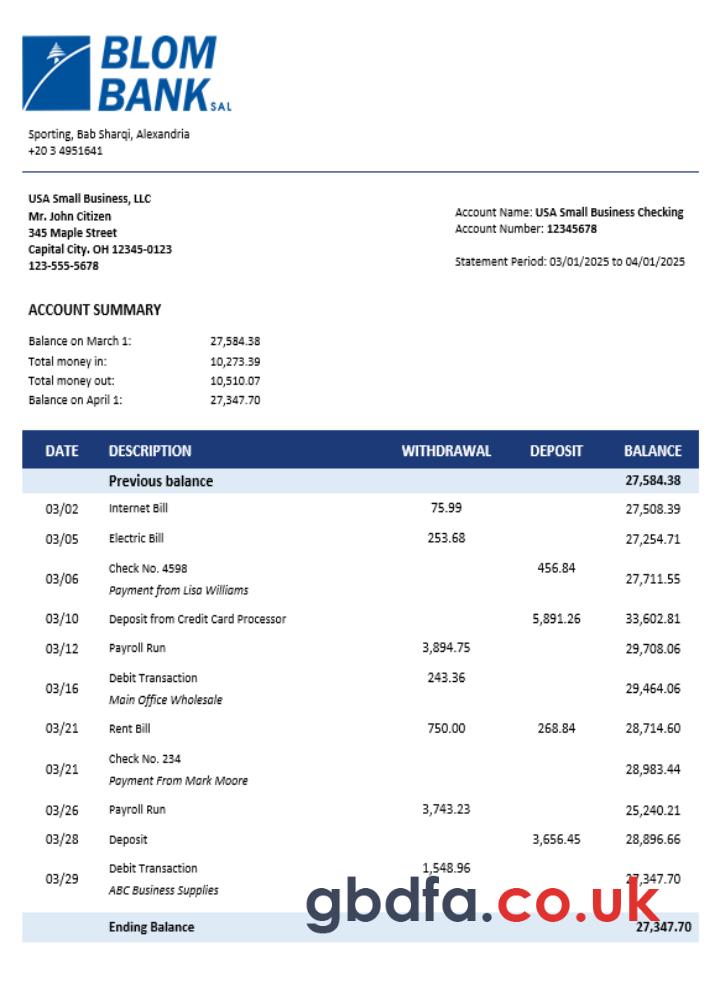 BLOM
BANK SAL
Sporting, Bab Sharqi, Alexandria
+20 3 4951641
USA Small Business, LLC
Mr. John Citizen
345 Maple Street
Capital City. OH 12345-0123
123-555-5678
Account Name: USA Small Business Checking
Account Number: 12345678
Statement Period: 03/01/2025 to 04/01/2025
ACCOUNT SUMMARY
Balance on March 1: 27,584.38
Total money in: 10,273.39
Total money out: 10,510.07
Balance on April 1: 27,347.70
DATE DESCRIPTION WITHDRAWAL DEPOSIT BALANCE
Previous balance 27,584.38
03/02 Internet Bill 75.99 27,508.39
03/05 Electric Bill 253.68 27,254.71
03/06 Check No. 4598 456.84 27,711.55
Payment from Lisa Williams
03/10 Deposit from Credit Card Processor 5,891.26 33,602.81
03/12 Payroll Run 3,894.75 29,708.06
03/16 Debit Transaction 243.36 29,464.06
Main Office Wholesale
03/21 Rent Bill 750.00 268.84 28,714.60
03/21 Check No. 234 28,983.44
Payment From Mark Moore
03/26 Payroll Run 3,743.23 25,240.21
03/28 Deposit 3,656.45 28,896.66
03/29 Debit Transaction 1,548.96 27,347.70
ABC Business Supplies
gbdfa.co.uk
Ending Balance 27,347.70